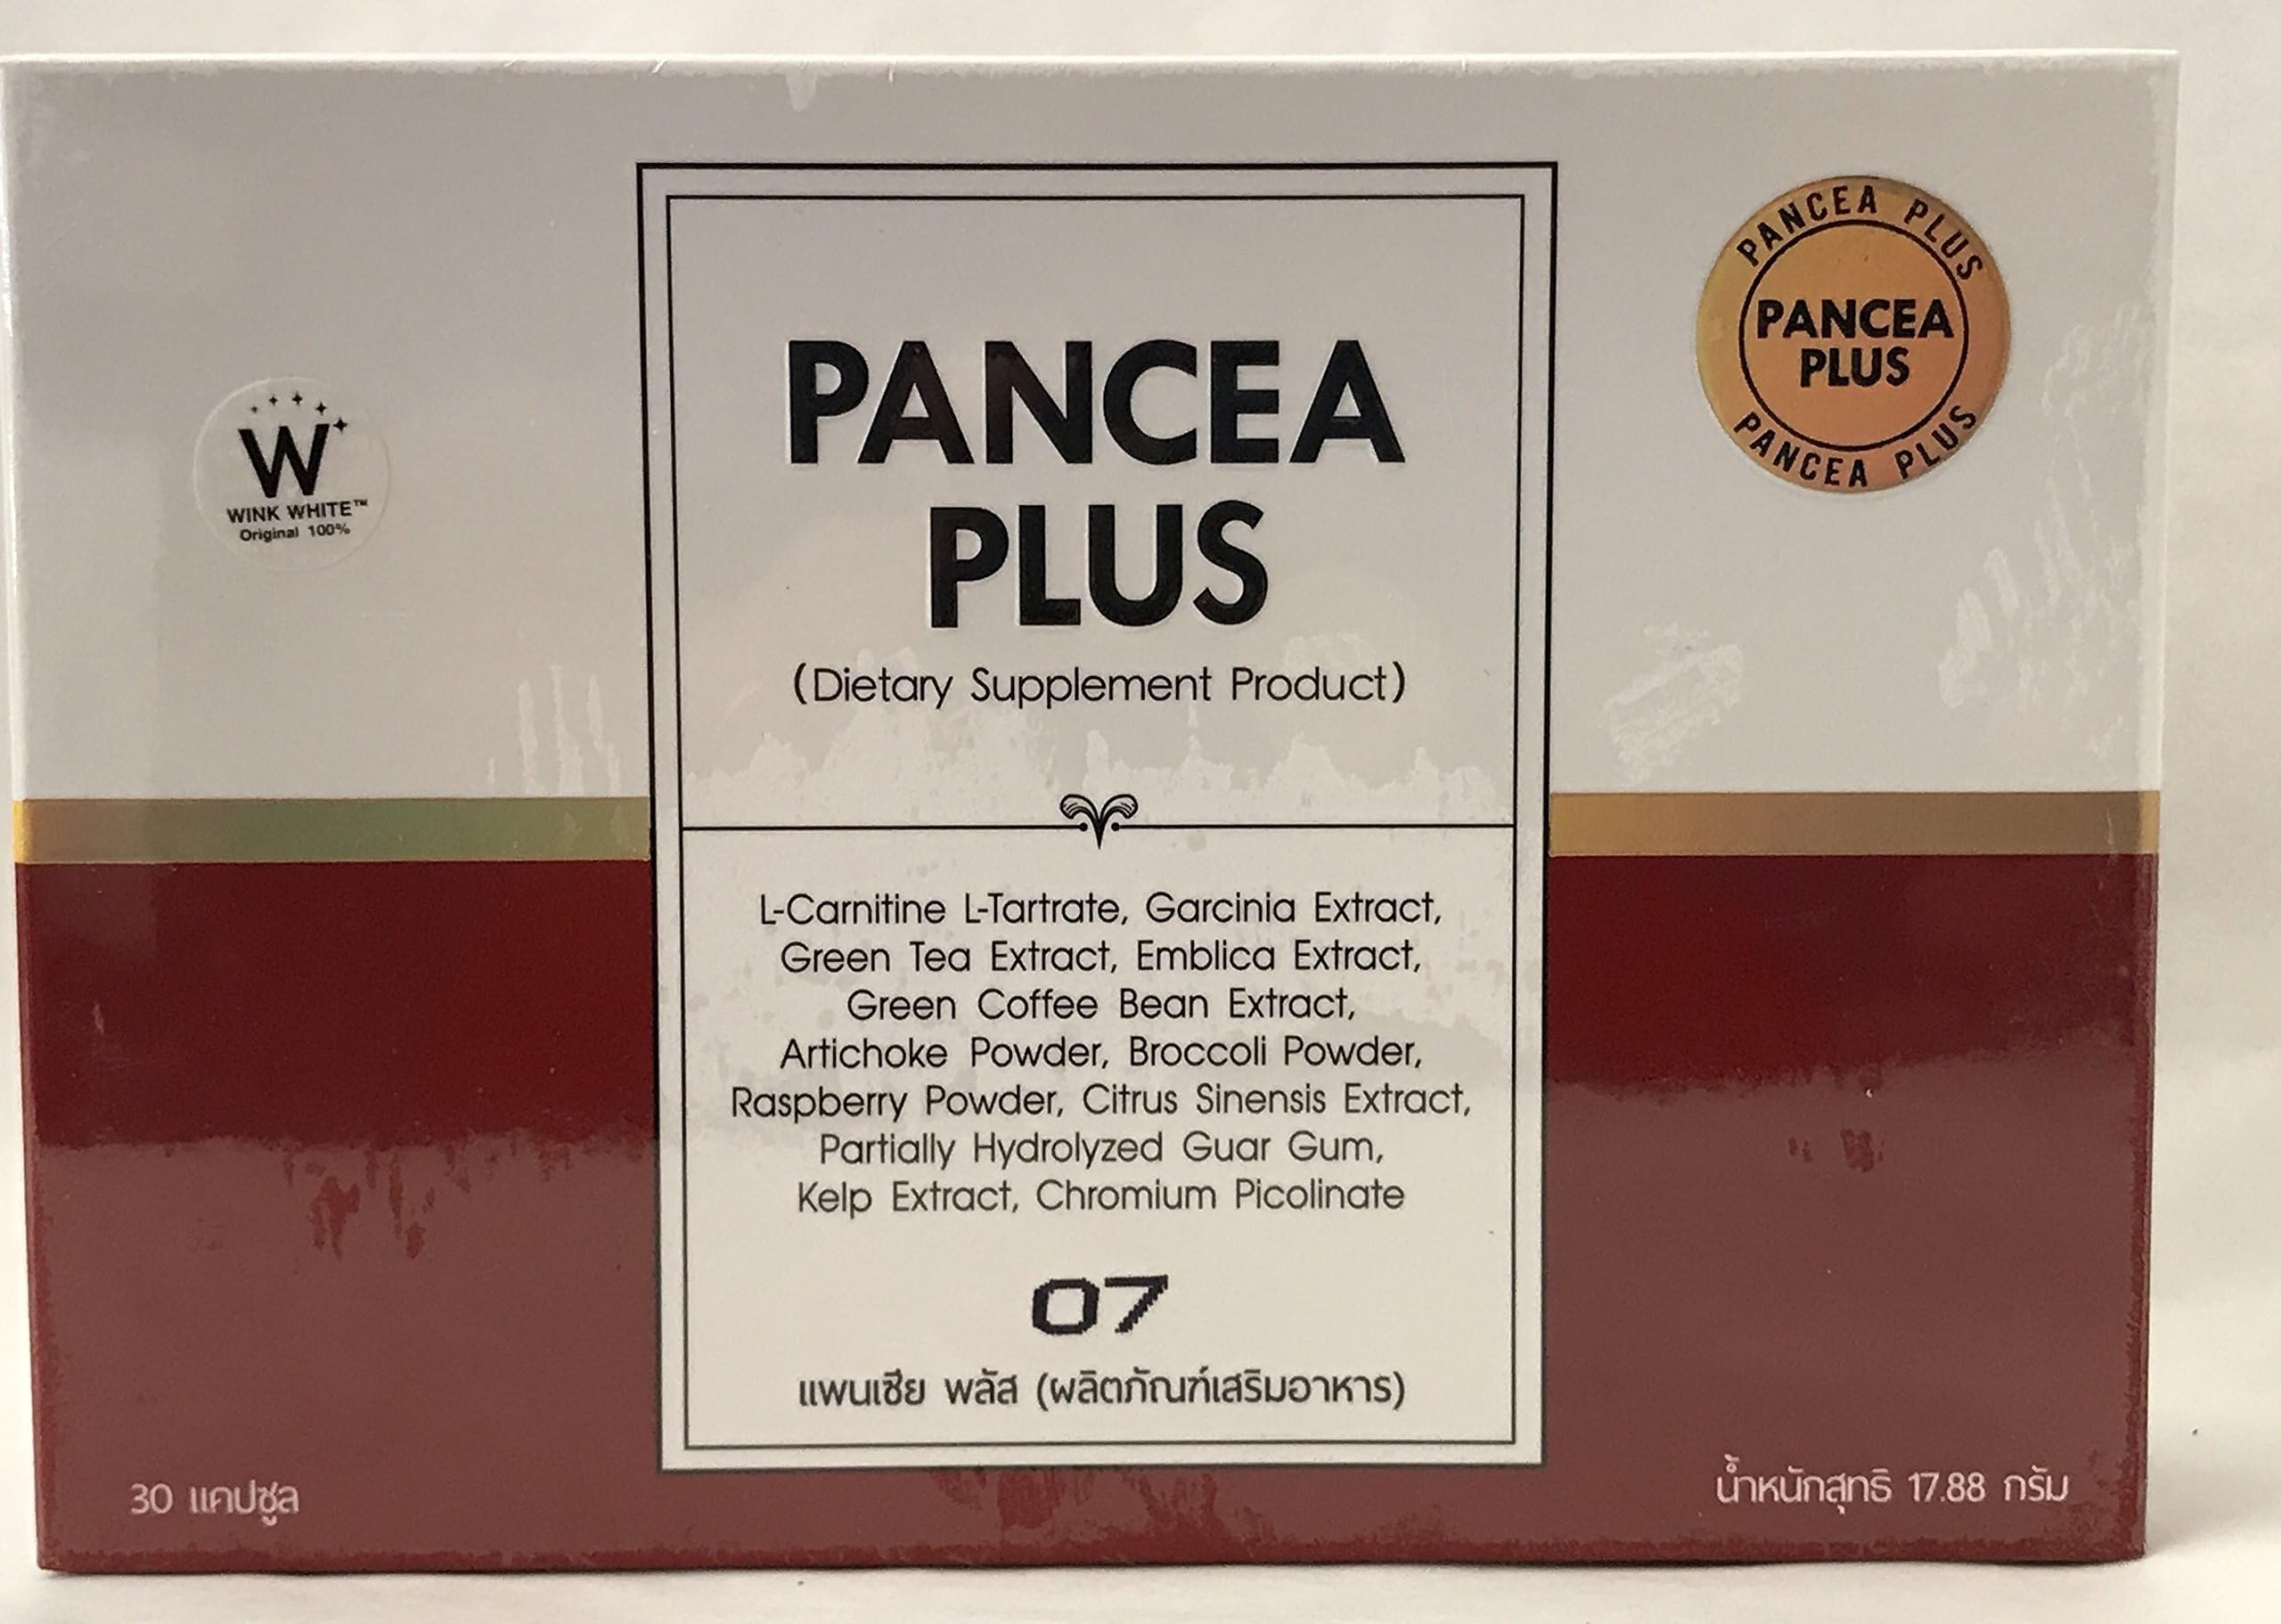 PANCEA PLUS
PANCEA
PLUS
PANCEA PLUS
W
WINK WHITE™
Original 100%
PANCEA
PLUS
(Dietary Supplement Product)
L-Carnitine L-Tartrate, Garcinia Extract,
Green Tea Extract, Emblica Extract,
Green Coffee Bean Extract,
Artichoke Powder, Broccoli Powder,
Raspberry Powder, Citrus Sinensis Extract,
Partially Hydrolyzed Guar Gum,
Kelp Extract, Chromium Picolinate
07
แพนเซีย พลัส (ผลิตภัณฑ์เสริมอาหาร)
30 แคปซูล
น้ำหนักสุทธิ 17.88 กรัม